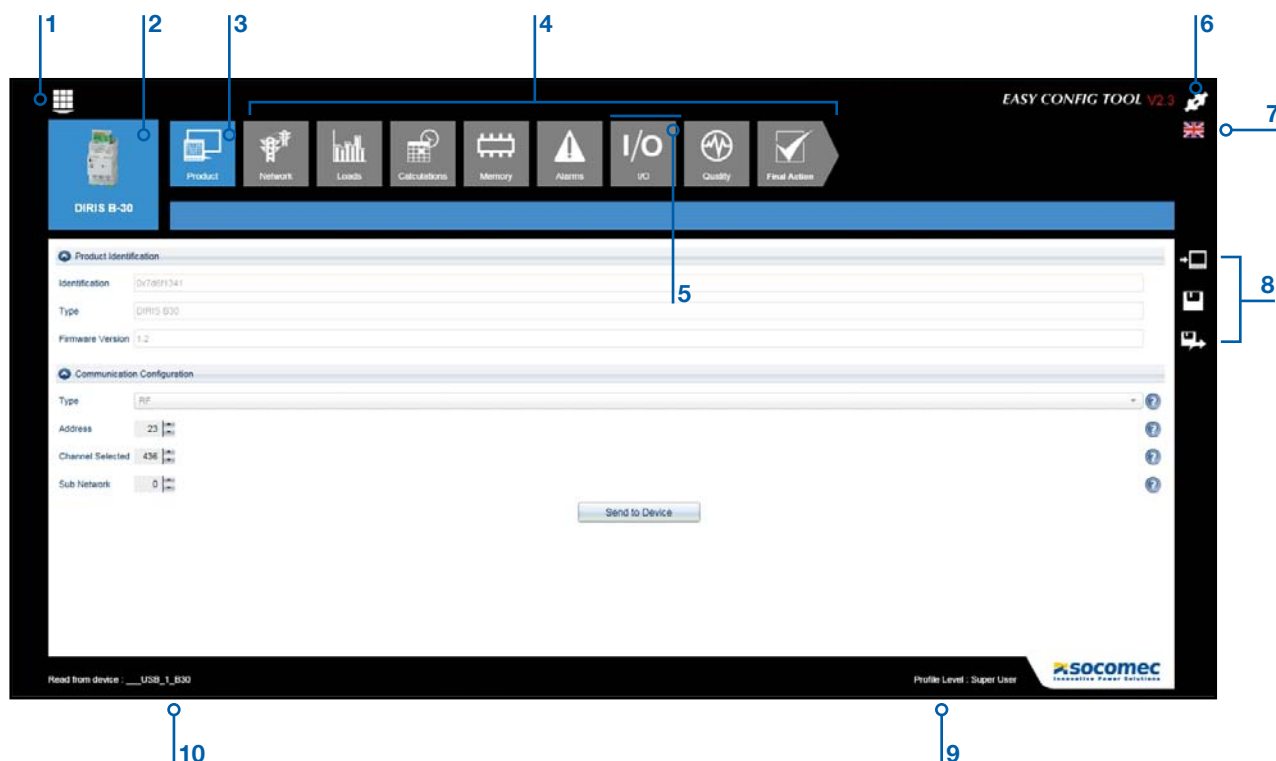 1 2 3 4 6
EASY CONFIG TOOL V2.3
7
Product Network Loads Calculations Memory Alarms I/O I/O Quality Final Action
DIRIS B-30
Product Identification
Identification
Type DIRIS B30
Firmware Version 1.2
5
8
Communication Configuration
Type RF
Address 23
Channel Selected 436
Sub Network 0
Send to Device
Read from device : ___USB_1_B30
Profile Level : Super User
socomec
Innovative Power Solutions
10 9